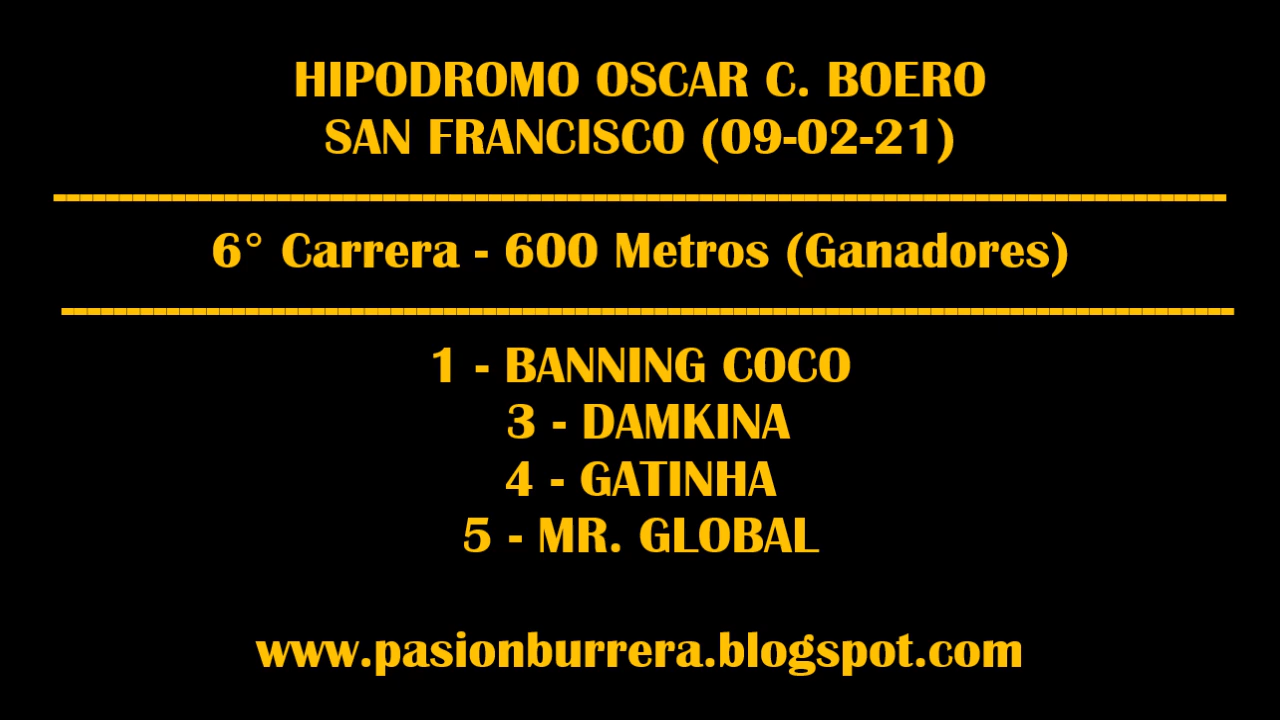 HIPODROMO OSCAR C. BOERO
SAN FRANCISCO (09-02-21)
6° Carrera - 600 Metros (Ganadores)
1 - BANNING COCO
3 - DAMKINA
4 - GATINHA
5 - MR. GLOBAL
www.pasionburrera.blogspot.com